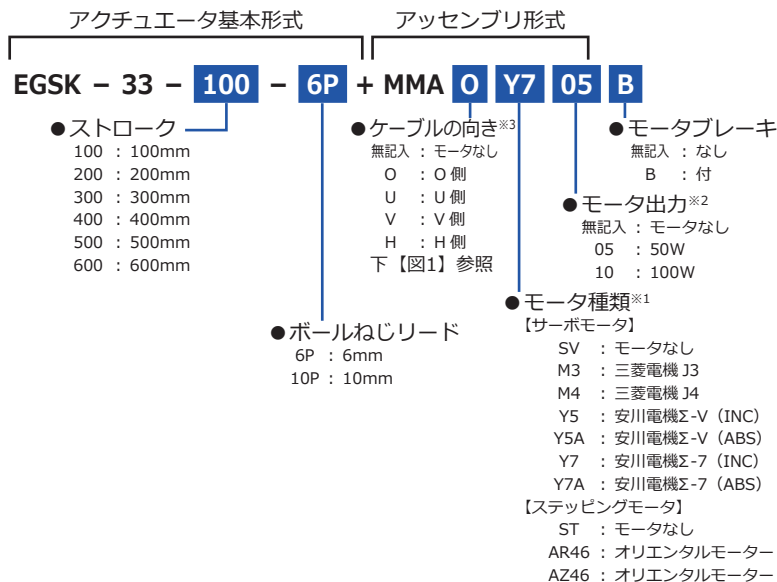 アクチュエータ基本形式 アッセンブリ形式
EGSK − 33 − 100 − 6P + MMA O Y7 05 B
●ストローク
100 : 100mm
200 : 200mm
300 : 300mm
400 : 400mm
500 : 500mm
600 : 600mm
●ケーブルの向き※3
無記入 : モータなし
O : O 側
U : U 側
V : V 側
H : H 側
下【図1】参照
●モータブレーキ
無記入 : なし
B : 付
●モータ出力※2
無記入 : モータなし
05 : 50W
10 : 100W
●ボールねじリード
6P : 6mm
10P : 10mm
●モータ種類※1
【サーボモータ】
SV : モータなし
M3 : 三菱電機 J3
M4 : 三菱電機 J4
Y5 : 安川電機Σ-V（INC）
Y5A : 安川電機Σ-V（ABS）
Y7 : 安川電機Σ-7（INC）
Y7A : 安川電機Σ-7（ABS）
【ステッピングモータ】
ST : モータなし
AR46 : オリエンタルモーター
AZ46 : オリエンタルモーター